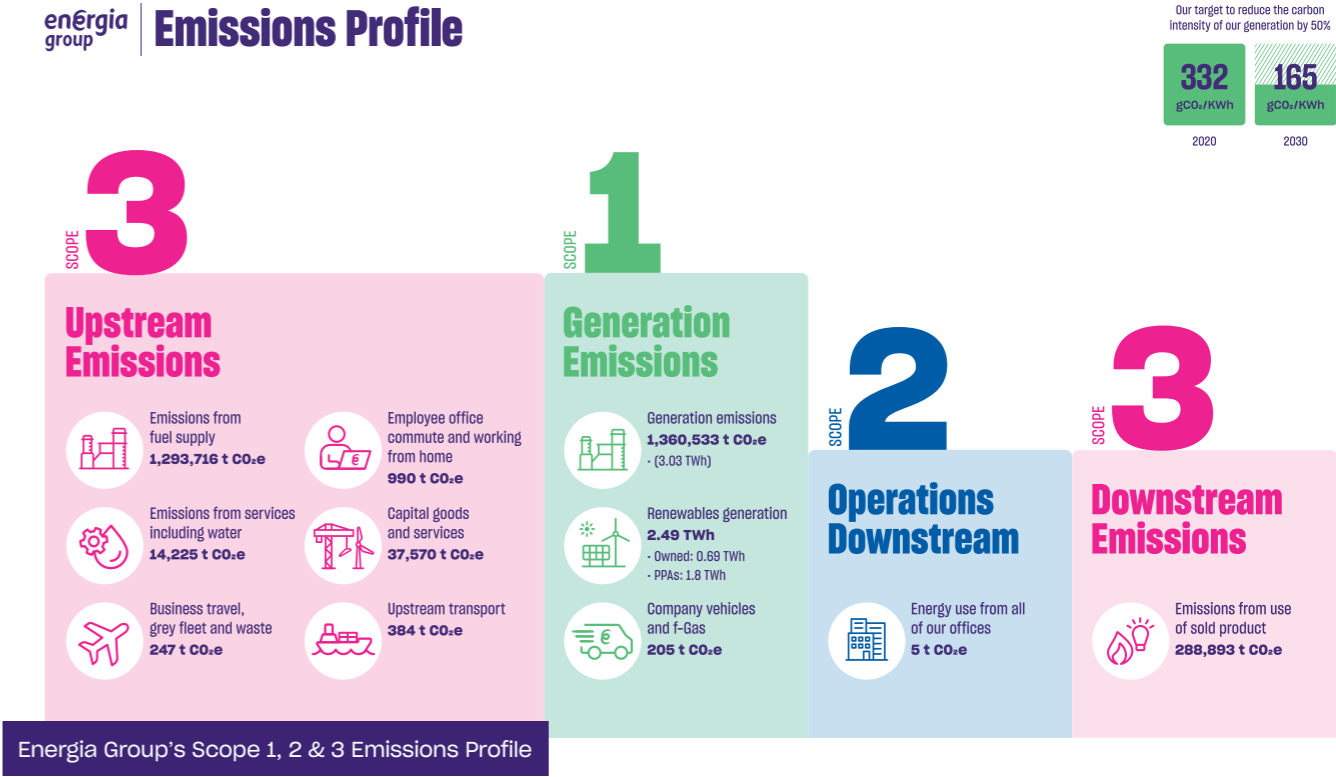 enérgia
group
Emissions Profile
Our target to reduce the carbon
intensity of our generation by 50%
332
gCO₂/KWh
2020
165
gCO₂/KWh
2030
SCOPE
3
Upstream
Emissions
Emissions from
fuel supply
1,293,716 t CO₂e
Employee office
commute and working
from home
990 t CO₂e
Emissions from services
including water
14,225 t CO₂e
Capital goods
and services
37,570 t CO₂e
Business travel,
grey fleet and waste
247 t CO₂e
Upstream transport
384 t CO₂e
SCOPE
1
Generation
Emissions
Generation emissions
1,360,533 t CO₂e
- (3.03 TWh)
Renewables generation
2.49 TWh
- Owned: 0.69 TWh
- PPAs: 1.8 TWh
Company vehicles
and f-Gas
205 t CO₂e
SCOPE
2
Operations
Downstream
Energy use from all
of our offices
5 t CO₂e
SCOPE
3
Downstream
Emissions
Emissions from use
of sold product
288,893 t CO₂e
Energia Group's Scope 1, 2 & 3 Emissions Profile